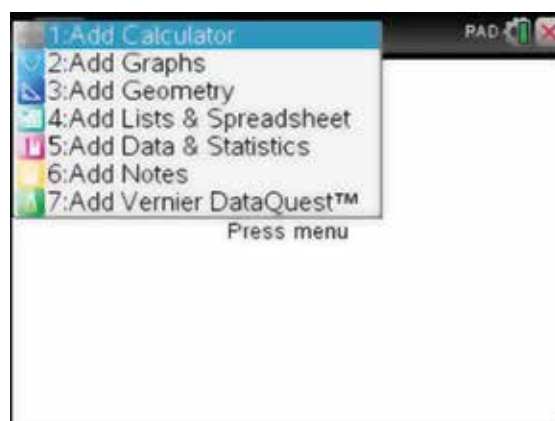 1:Add Calculator
PAD
2:Add Graphs
3:Add Geometry
4:Add Lists & Spreadsheet
5:Add Data & Statistics
6:Add Notes
7:Add Vernier DataQuest™
Press menu